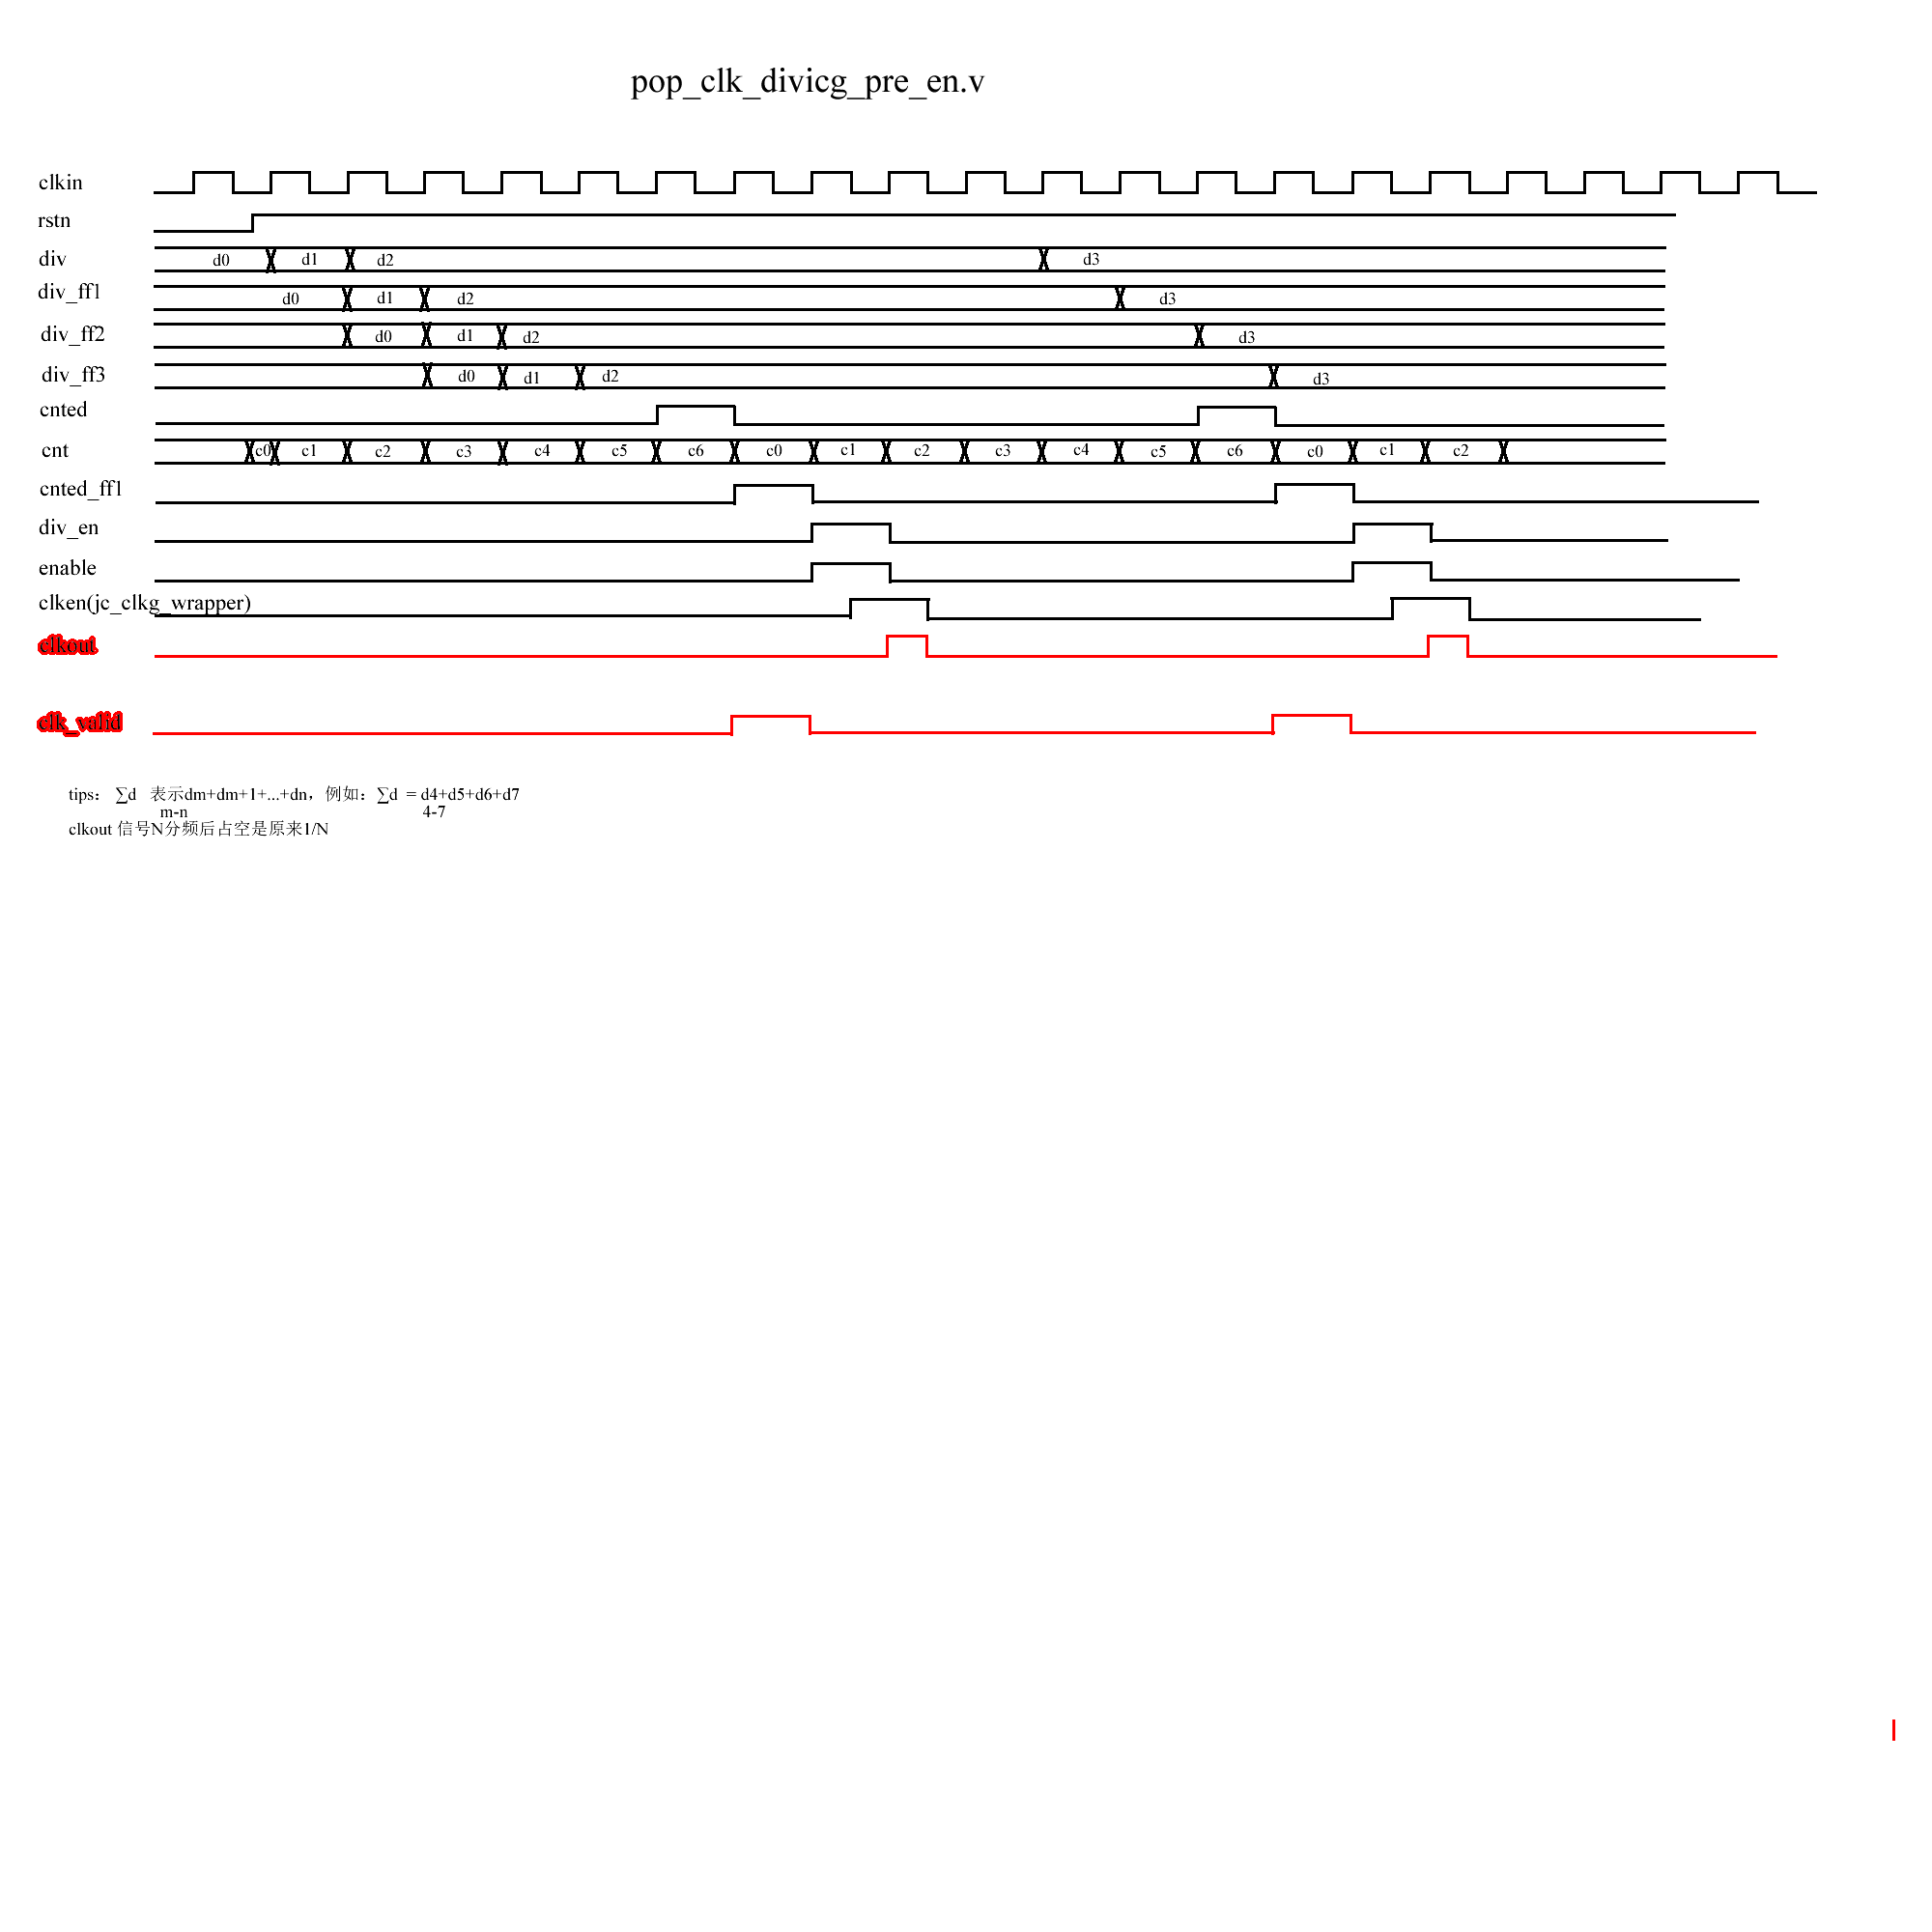 pop_clk_divicg_pre_en.v
clkin
rstn
div d0 d1 d2 d3
div_ff1 d0 d1 d2 d3
div_ff2 d0 d1 d2 d3
div_ff3 d0 d1 d2 d3
cnted
cnt c0 c1 c2 c3 c4 c5 c6 c0 c1 c2 c3 c4 c5 c6 c0 c1 c2
cnted_ff1
div_en
enable
clken(jc_clkg_wrapper)
clkout
clk_valid
tips： ∑d 表示dm+dm+1+...+dn，例如：∑d = d4+d5+d6+d7
m-n 4-7
clkout 信号N分频后占空是原来1/N